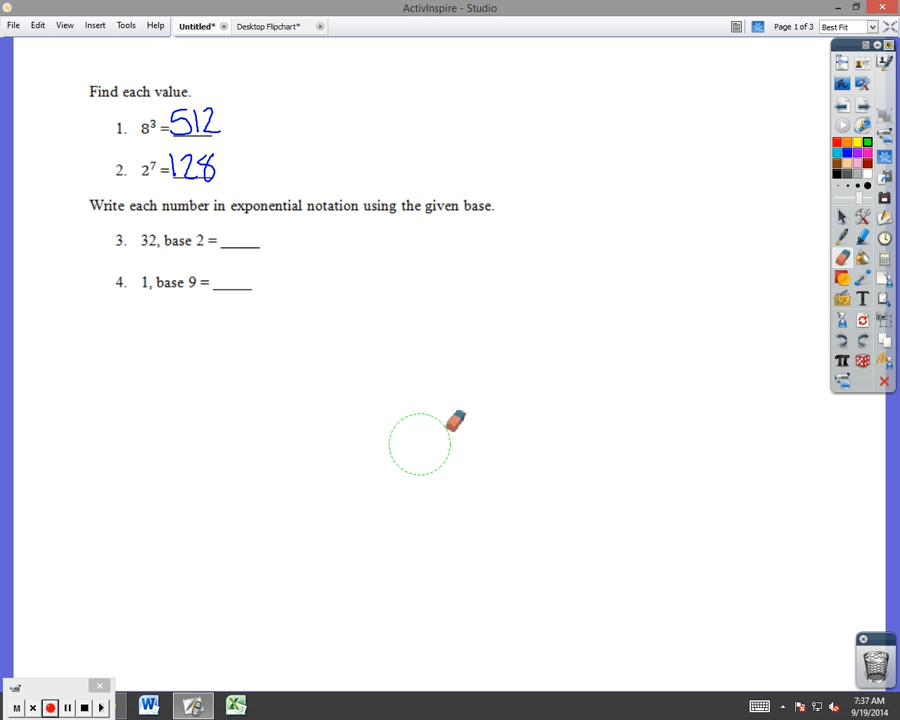 ActivInspire - Studio
File Edit View Insert Tools Help Untitled* Desktop Flipchart* Page 1 of 3 Best Fit
Find each value.
1. 8³ = 512
2. 2⁷ = 128
Write each number in exponential notation using the given base.
3. 32, base 2 = _____
4. 1, base 9 = _____
M
7:37 AM
9/19/2014